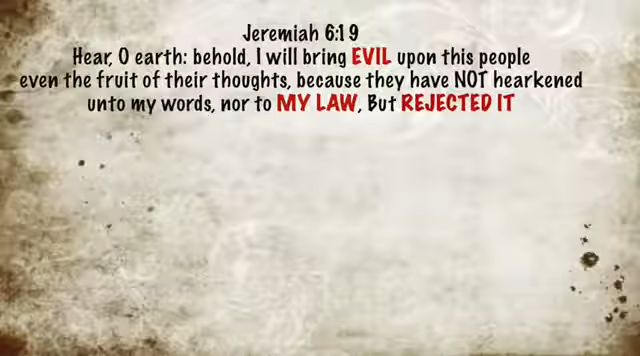 Jeremiah 6:19
Hear, O earth: behold, I will bring EVIL upon this people
even the fruit of their thoughts, because they have NOT hearkened
unto my words, nor to MY LAW, But REJECTED IT